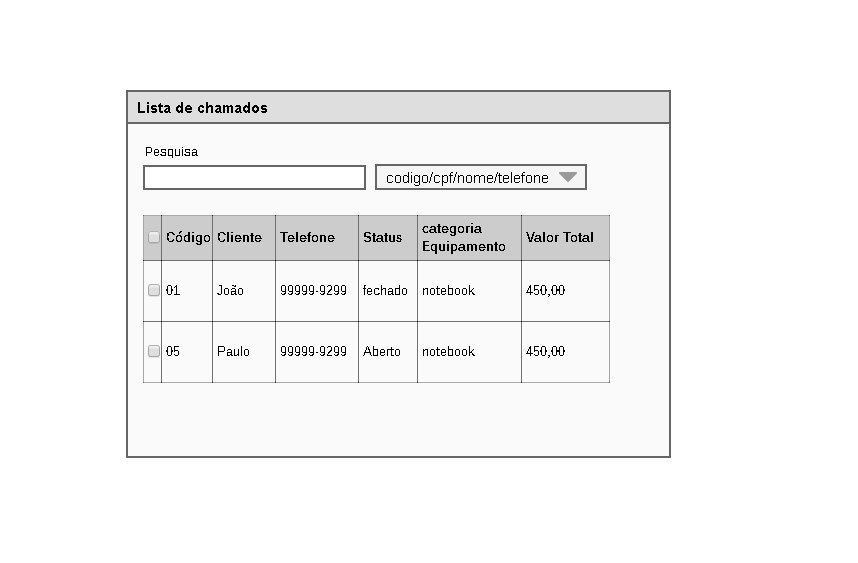 Lista de chamados
Pesquisa
codigo/cpf/nome/telefone
Código Cliente Telefone Status categoria Equipamento Valor Total
01 João 99999-9299 fechado notebook 450,00
05 Paulo 99999-9299 Aberto notebook 450,00